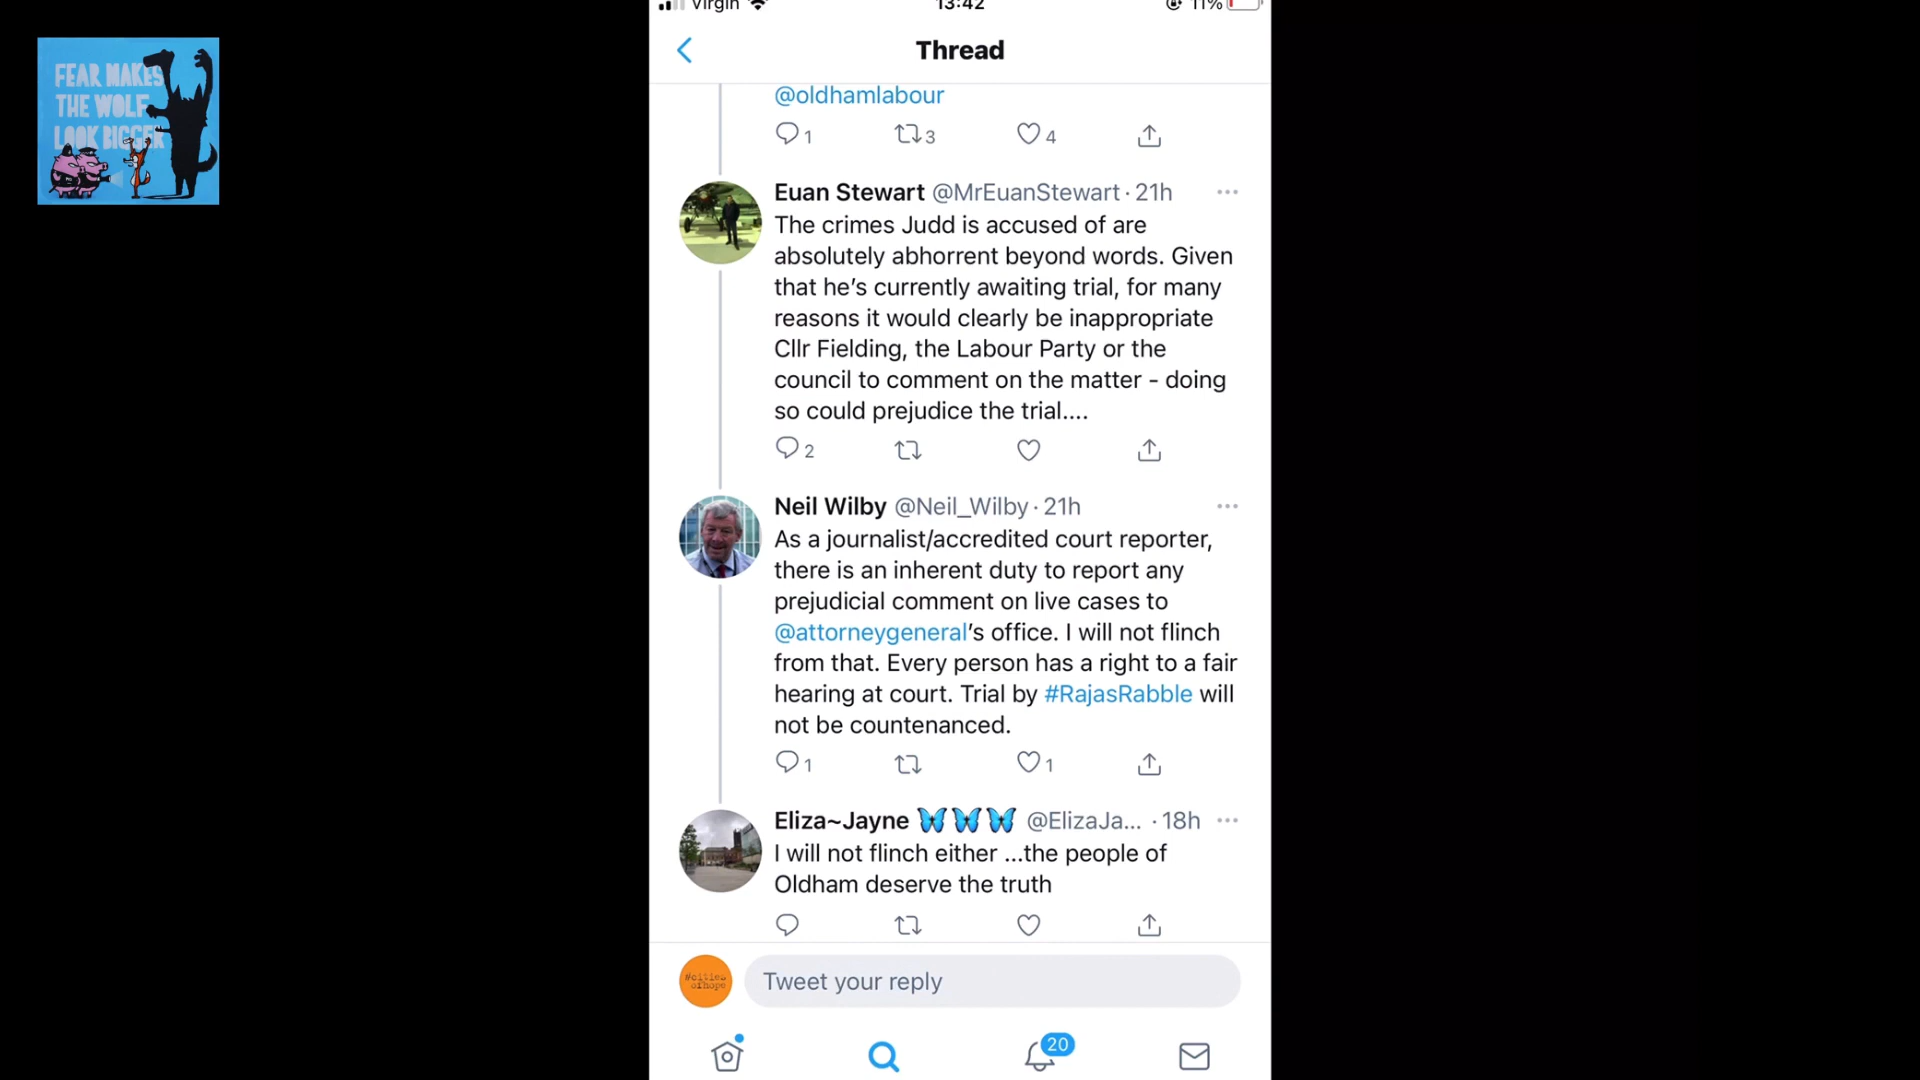 FEAR MAKES
THE WOLF
LOOK BIGGER
Virgin
13:42
11%
Thread
@oldhamlabour
1
3
4
Euan Stewart @MrEuanStewart · 21h
The crimes Judd is accused of are
absolutely abhorrent beyond words. Given
that he’s currently awaiting trial, for many
reasons it would clearly be inappropriate
Cllr Fielding, the Labour Party or the
council to comment on the matter - doing
so could prejudice the trial....
2
Neil Wilby @Neil_Wilby · 21h
As a journalist/accredited court reporter,
there is an inherent duty to report any
prejudicial comment on live cases to
@attorneygeneral’s office. I will not flinch
from that. Every person has a right to a fair
hearing at court. Trial by #RajasRabble will
not be countenanced.
1
1
Eliza~Jayne 🦋🦋🦋 @ElizaJa... · 18h
I will not flinch either ...the people of
Oldham deserve the truth
#cities
ofhope
Tweet your reply
20